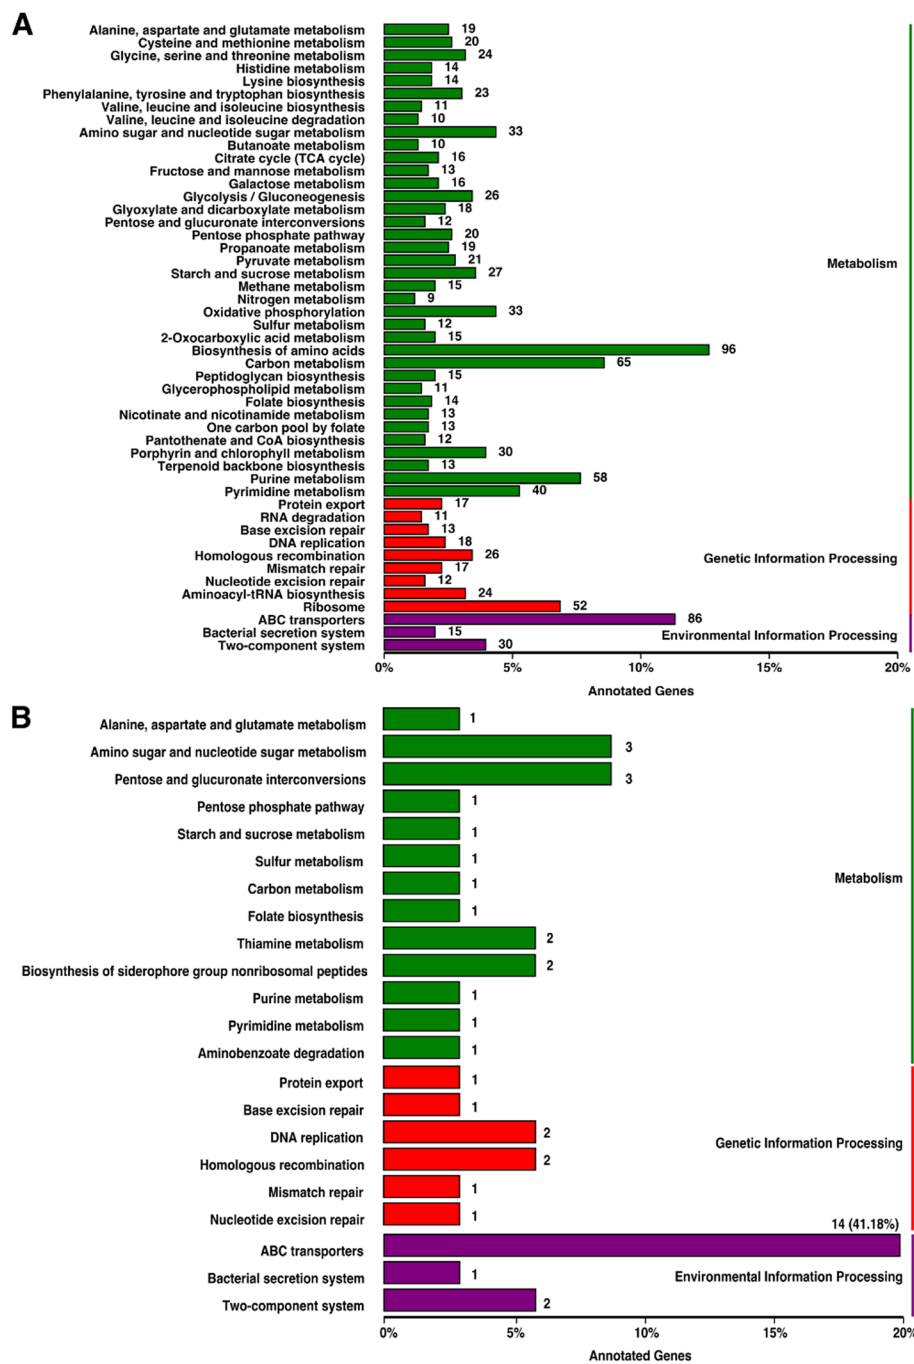 A
Alanine, aspartate and glutamate metabolism 19
Cysteine and methionine metabolism 20
Glycine, serine and threonine metabolism 24
Histidine metabolism 14
Lysine biosynthesis 14
Phenylalanine, tyrosine and tryptophan biosynthesis 23
Valine, leucine and isoleucine biosynthesis 11
Valine, leucine and isoleucine degradation 10
Amino sugar and nucleotide sugar metabolism 33
Butanoate metabolism 10
Citrate cycle (TCA cycle) 16
Fructose and mannose metabolism 13
Galactose metabolism 16
Glycolysis / Gluconeogenesis 26
Glyoxylate and dicarboxylate metabolism 18
Pentose and glucuronate interconversions 12
Pentose phosphate pathway 20
Propanoate metabolism 19
Pyruvate metabolism 21
Metabolism
Starch and sucrose metabolism 27
Methane metabolism 15
Nitrogen metabolism 9
Oxidative phosphorylation 33
Sulfur metabolism 12
2-Oxocarboxylic acid metabolism 15
Biosynthesis of amino acids 96
Carbon metabolism 65
Peptidoglycan biosynthesis 15
Glycerophospholipid metabolism 11
Folate biosynthesis 14
Nicotinate and nicotinamide metabolism 13
One carbon pool by folate 13
Pantothenate and CoA biosynthesis 12
Porphyrin and chlorophyll metabolism 30
Terpenoid backbone biosynthesis 13
Purine metabolism 58
Pyrimidine metabolism 40
Protein export 17
RNA degradation 11
Base excision repair 13
DNA replication 18
Homologous recombination 26
Genetic Information Processing
Mismatch repair 17
Nucleotide excision repair 12
Aminoacyl-tRNA biosynthesis 24
Ribosome 52
ABC transporters 86
Bacterial secretion system 15
Environmental Information Processing
Two-component system 30
0% 5% 10% 15% 20%
Annotated Genes
B
Alanine, aspartate and glutamate metabolism 1
Amino sugar and nucleotide sugar metabolism 3
Pentose and glucuronate interconversions 3
Pentose phosphate pathway 1
Starch and sucrose metabolism 1
Sulfur metabolism 1
Metabolism
Carbon metabolism 1
Folate biosynthesis 1
Thiamine metabolism 2
Biosynthesis of siderophore group nonribosomal peptides 2
Purine metabolism 1
Pyrimidine metabolism 1
Aminobenzoate degradation 1
Protein export 1
Base excision repair 1
DNA replication 2
Genetic Information Processing
Homologous recombination 2
Mismatch repair 1
Nucleotide excision repair 1
14 (41.18%)
ABC transporters
Bacterial secretion system 1
Environmental Information Processing
Two-component system 2
0% 5% 10% 15% 20%
Annotated Genes